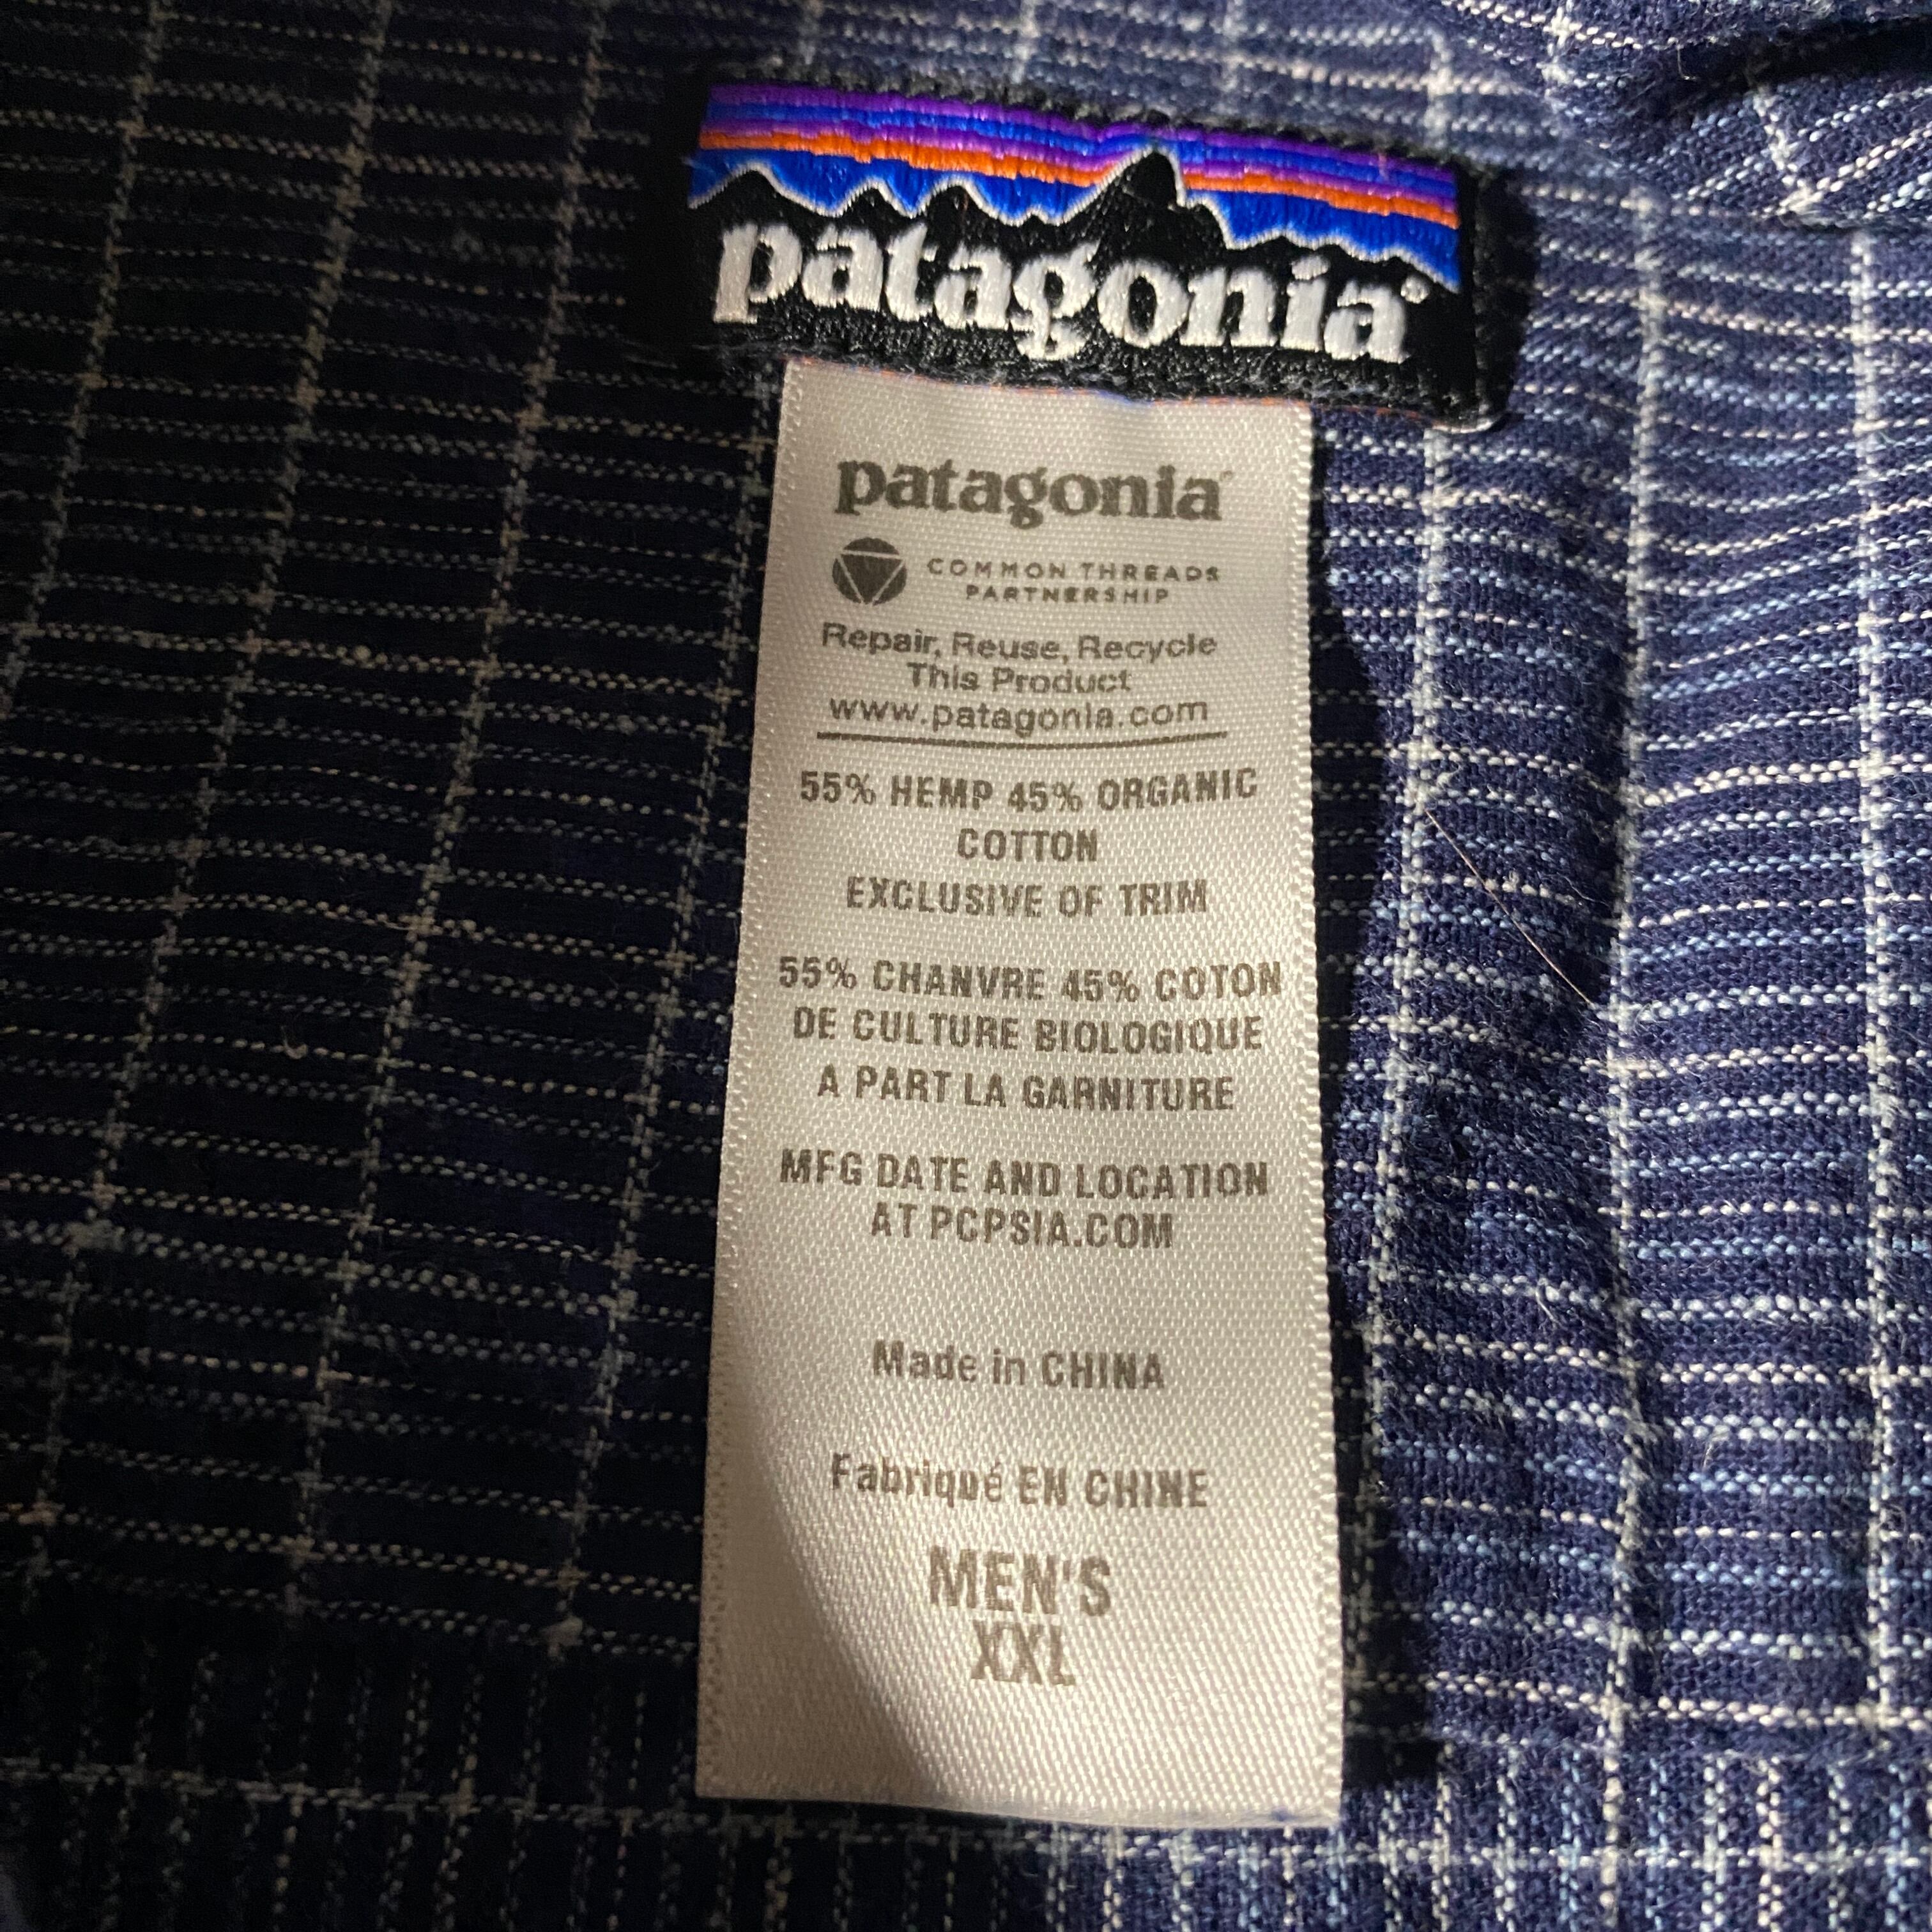 patagonia
patagonia
COMMON THREADS
PARTNERSHIP
Repair, Reuse, Recycle
This Product
www.patagonia.com
55% HEMP 45% ORGANIC
COTTON
EXCLUSIVE OF TRIM
55% CHANVRE 45% COTON
DE CULTURE BIOLOGIQUE
A PART LA GARNITURE
MFG DATE AND LOCATION
AT PCPSIA.COM
Made in CHINA
Fabriqué EN CHINE
MEN'S
XXL